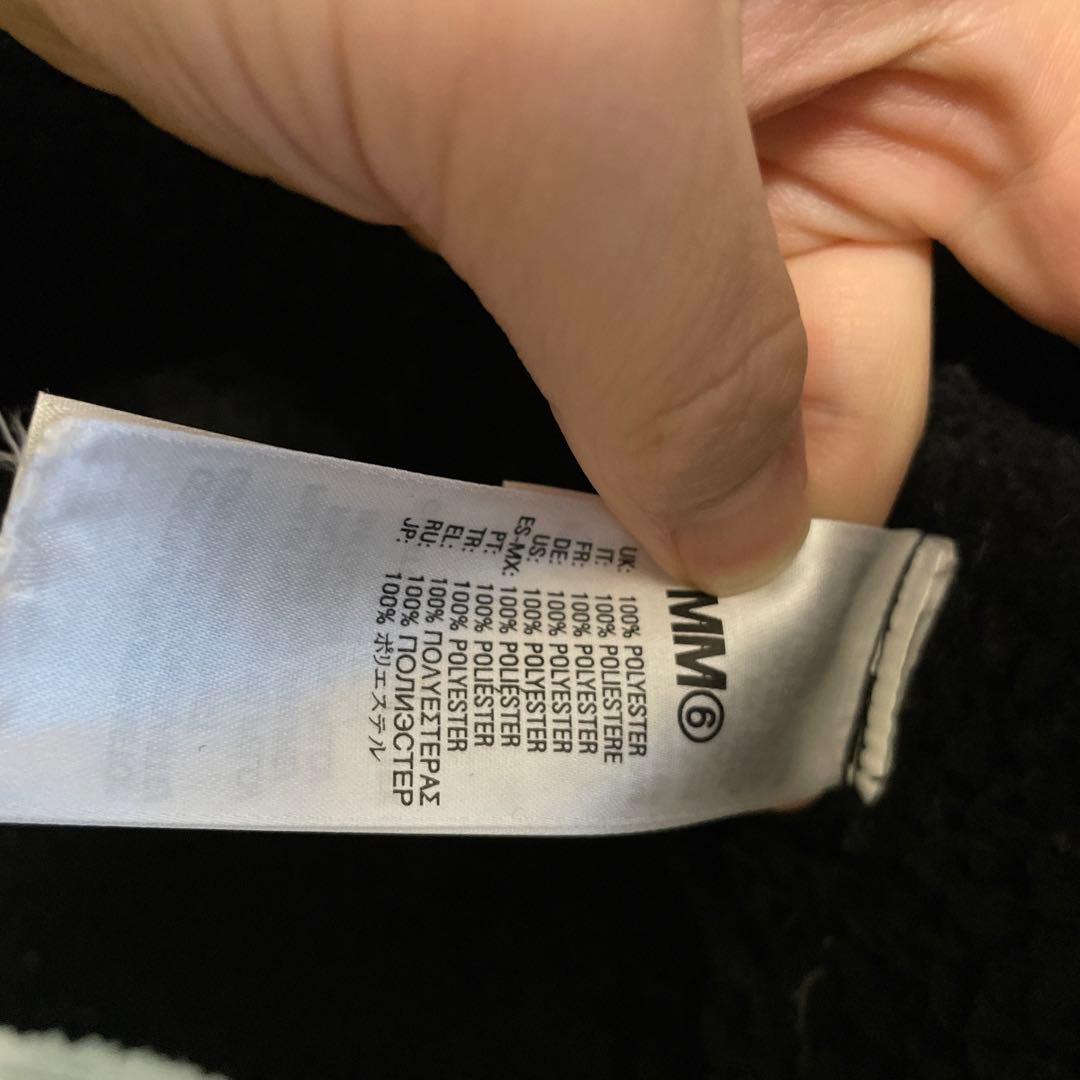 MM⑥
UK: 100% POLYESTER
IT: 100% POLIESTERE
FR: 100% POLYESTER
DE: 100% POLYESTER
US: 100% POLYESTER
ES-MX: 100% POLIÉSTER
PT: 100% POLIÉSTER
TR: 100% POLYESTER
EL: 100% ΠΟΛΥΕΣΤΕΡΑΣ
RU: 100% ПОЛИЭСТЕР
JP: 100% ポリエステル